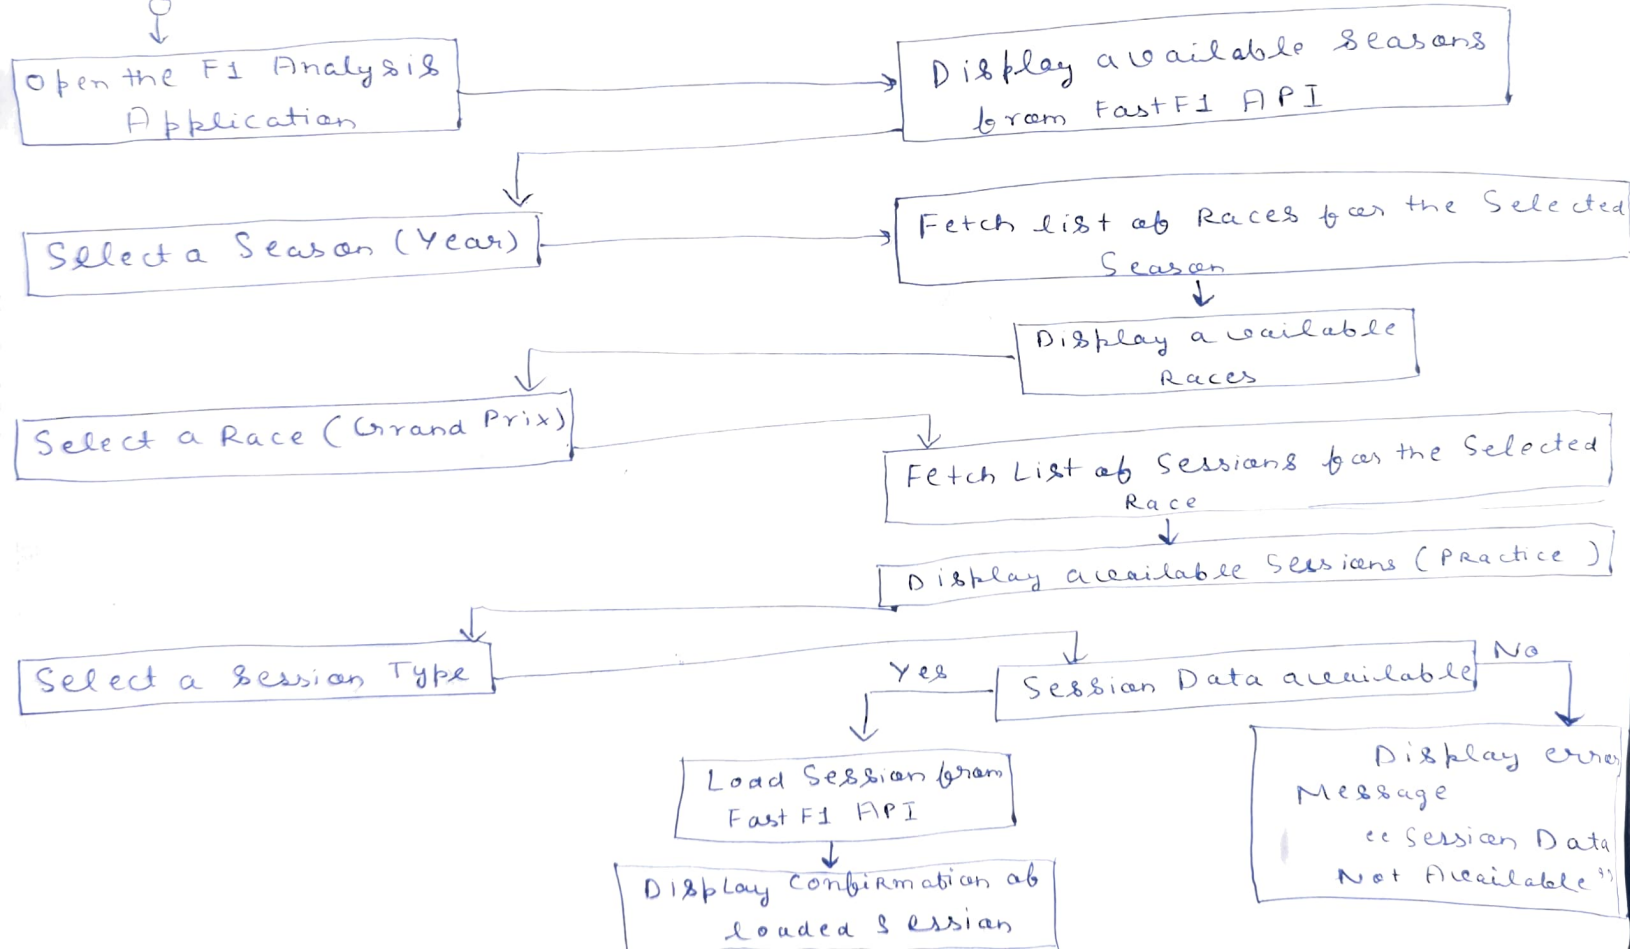 Open the F1 Analysis
Application
Display available seasons
from FastF1 API
Select a Season (Year)
Fetch list of Races for the Selected
Season
Display available
Races
Select a Race (Grand Prix)
Fetch List of Sessions for the Selected
Race
Display available Sessions (Practice )
Select a Session Type
Yes
Session Data available
No
Load Session from
Fast F1 API
Display error
Message
"Session Data
Not Available"
Display Confirmation of
loaded Session